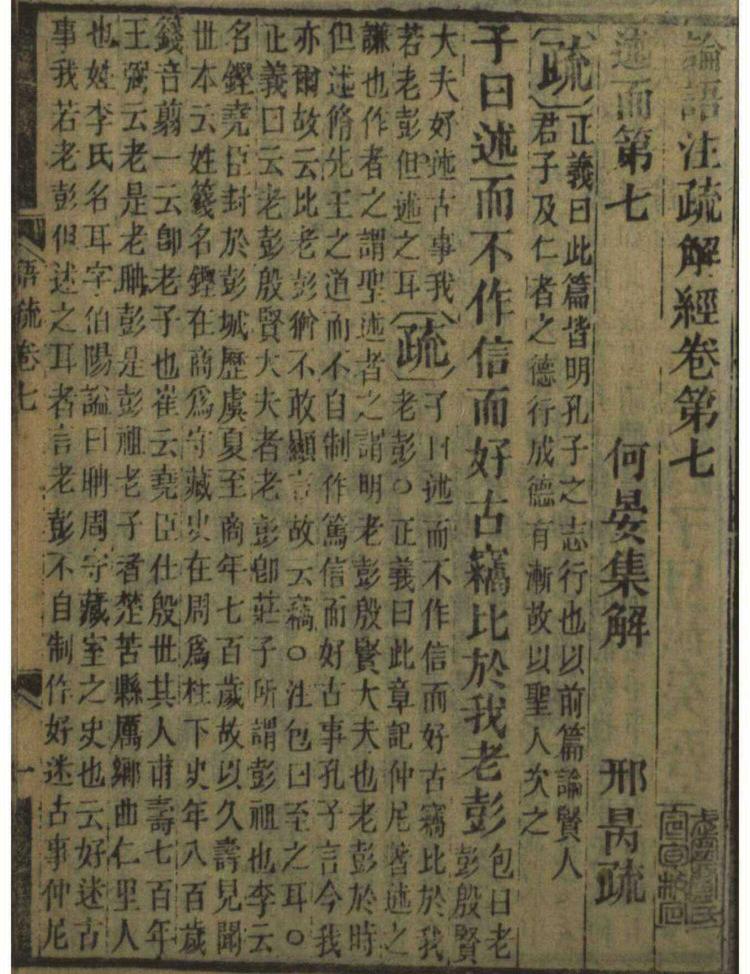 論語注疏解經卷第七
述而第七 何晏集解 邢昺疏
疏 正義曰此篇皆明孔子之志行也以前篇論賢人
君子及仁者之德行成德有漸故以聖人次之
子曰述而不作信而好古竊比於我老彭 包曰老
彭殷賢
大夫好述古事我
若老彭但述之耳
疏 子曰述而不作信而好古竊比於我
老彭○正義曰此章記仲尼著述之
謙也作者之謂聖述者之謂明老彭殷賢大夫也老彭於時
但述脩先王之道而不自制作篤信而好古事孔子言今我
亦爾故云比老彭猶不敢顯言故云竊○注包曰至之耳○
正義曰云老彭殷賢大夫者老彭卽莊子所謂彭祖也李云
名鏗堯臣封於彭城歷虞夏至商年七百歲故以久壽見聞
世本云姓籛名鏗在商爲守藏史在周爲柱下史年八百歲
籛音翦一云卽老子也崔云堯臣仕殷世其人甫壽七百年
王弼云老是老聃彭是彭祖老子者楚苦縣厲鄉曲仁里人
也姓李氏名耳字伯陽謚曰聃周守藏室之史也云好述古
事我若老彭但述之耳者言老彭不自制作好述古事仲尼
語疏卷七 一